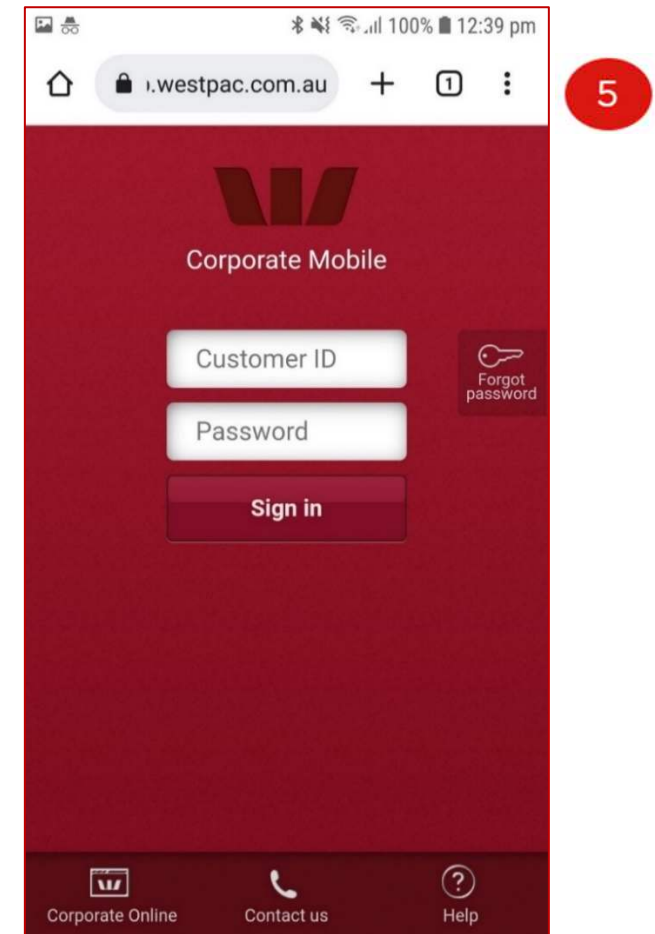 100% 12:39 pm
).westpac.com.au
1
5
Corporate Mobile
Customer ID
Forgot
password
Password
Sign in
Corporate Online Contact us Help